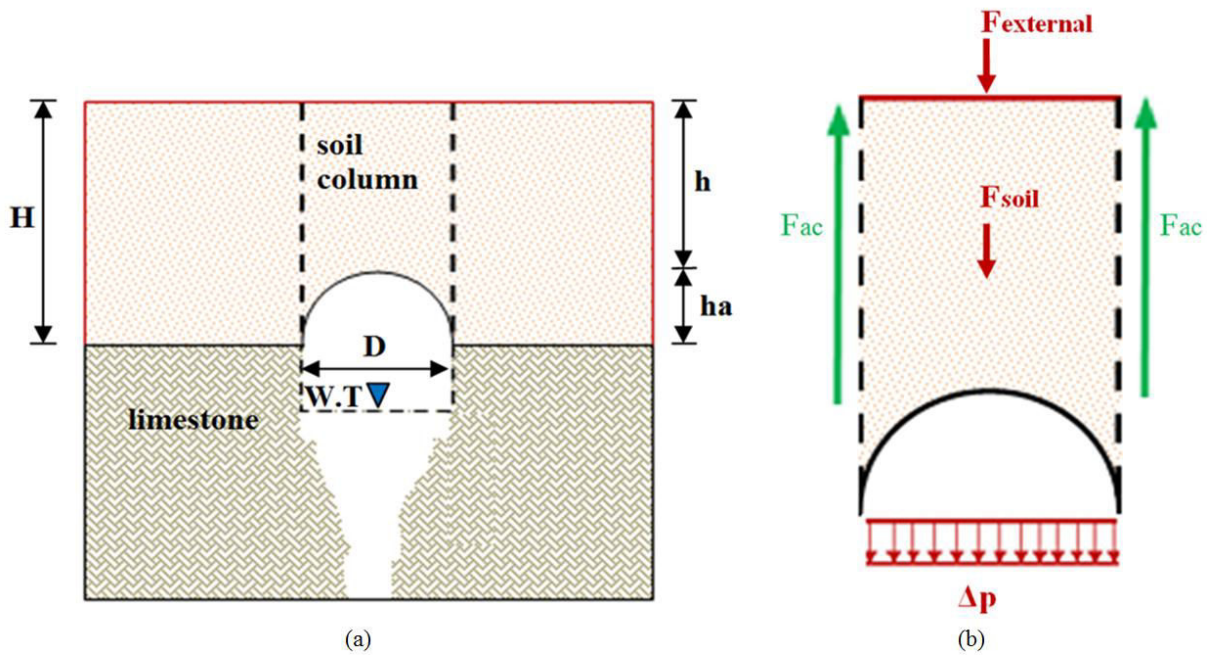 soil
column
H
h
ha
D
W.T
limestone
(a)
Fexternal
Fsoil
Fac
Fac
Δp
(b)